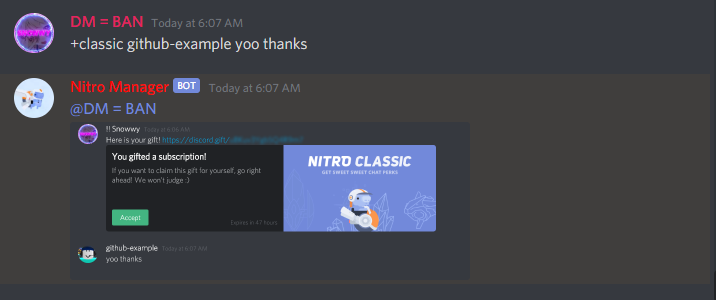 DM = BAN Today at 6:07 AM
+classic github-example yoo thanks
Nitro Manager BOT Today at 6:07 AM
@DM = BAN
!! Snowwy Today at 6:06 AM
Here is your gift! https://discord.gift/
You gifted a subscription!
If you want to claim this gift for yourself, go right
ahead! We won't judge :)
Accept
Expires in 47 hours
NITRO CLASSIC
GET SWEET SWEET CHAT PERKS
github-example Today at 6:07 AM
yoo thanks